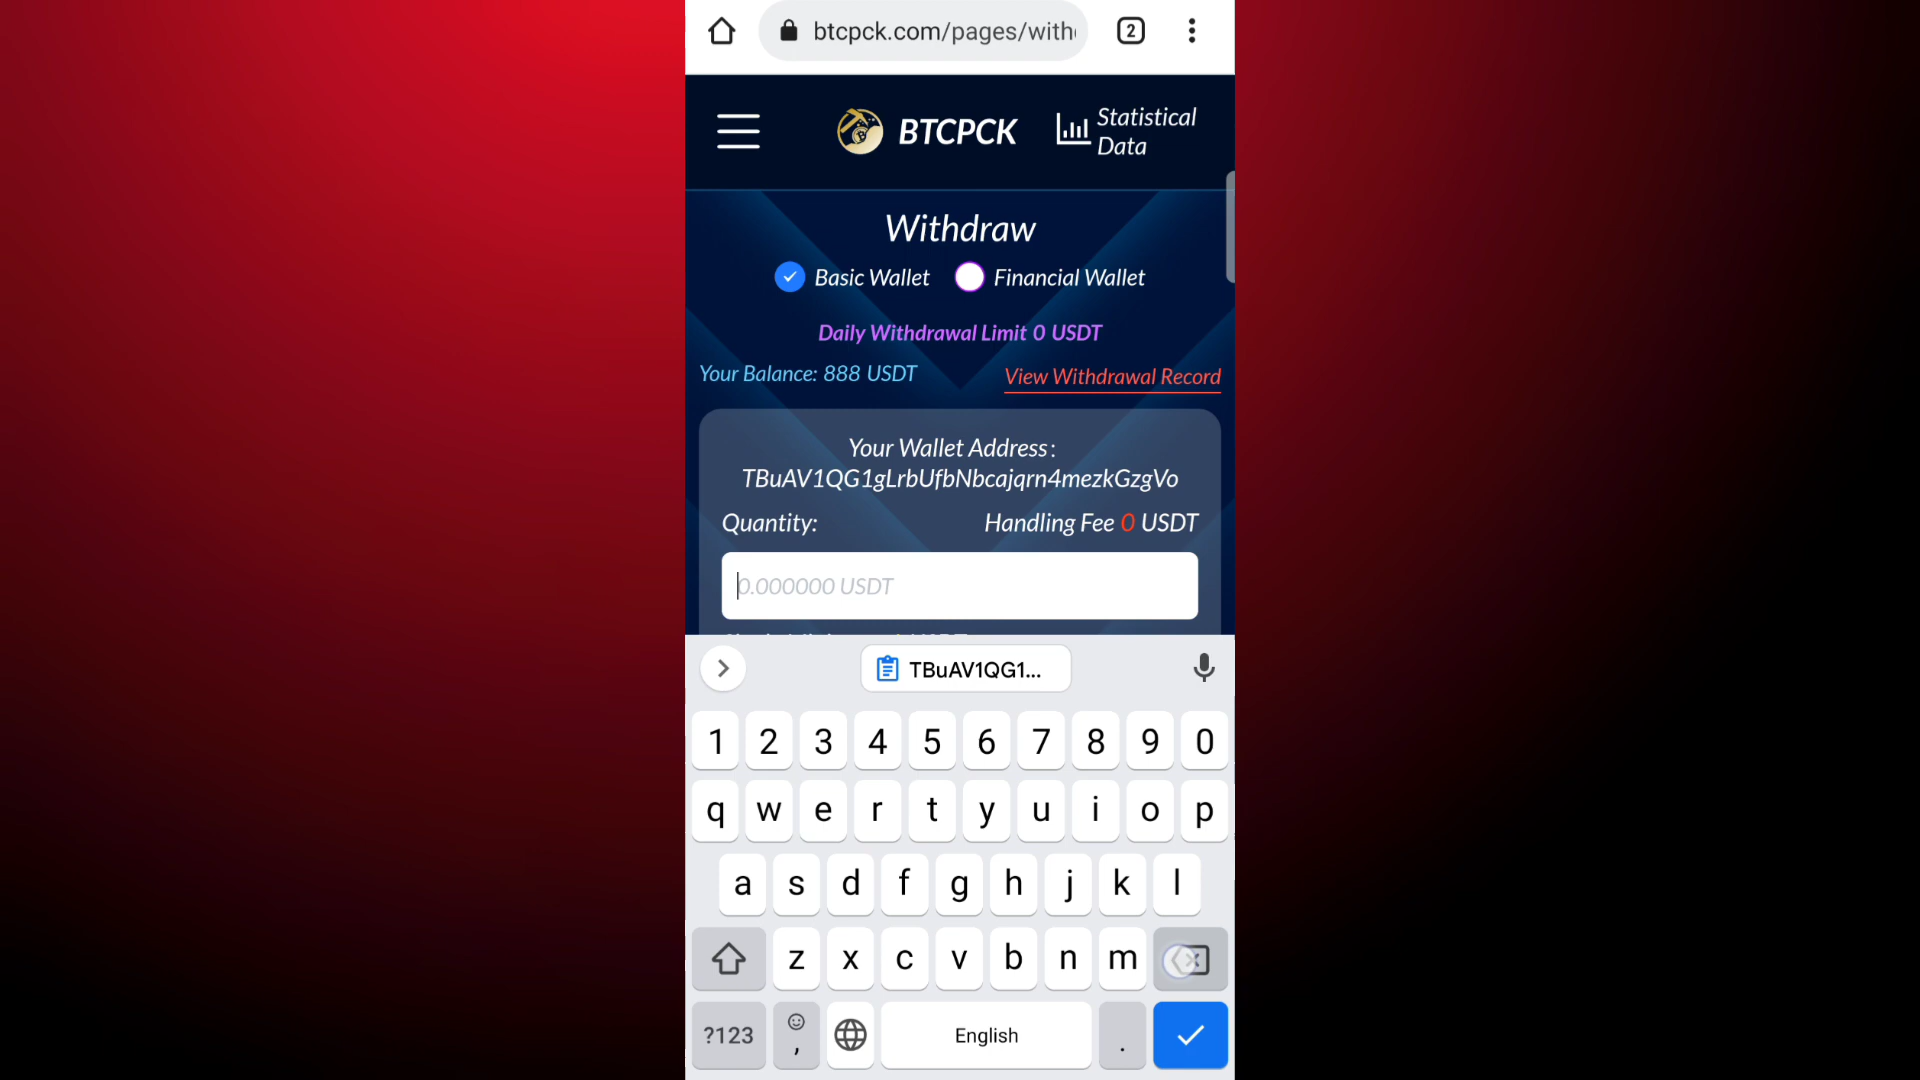 btcpck.com/pages/with
2
BTCPCK
Statistical
Data
Withdraw
Basic Wallet
Financial Wallet
Daily Withdrawal Limit 0 USDT
Your Balance: 888 USDT
View Withdrawal Record
Your Wallet Address:
TBuAV1QG1gLrbUfbNbcajqrn4mezkGzgVo
Quantity:
Handling Fee 0 USDT
0.000000 USDT
TBuAV1QG1...
1 2 3 4 5 6 7 8 9 0
q w e r t y u i o p
a s d f g h j k l
z x c v b n m
?123 , English .